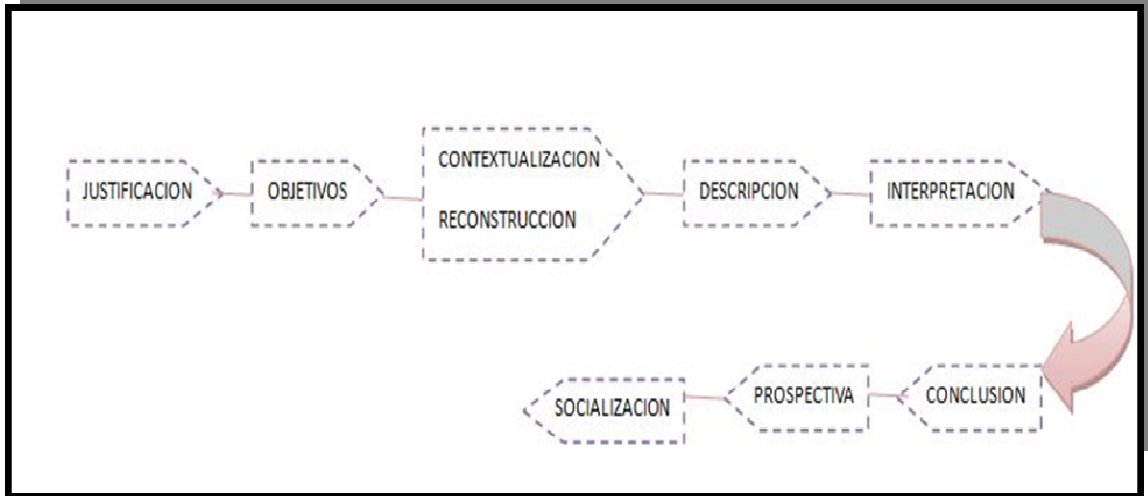 JUSTIFICACION
OBJETIVOS
CONTEXTUALIZACION
RECONSTRUCCION
DESCRIPCION
INTERPRETACION
CONCLUSION
PROSPECTIVA
SOCIALIZACION